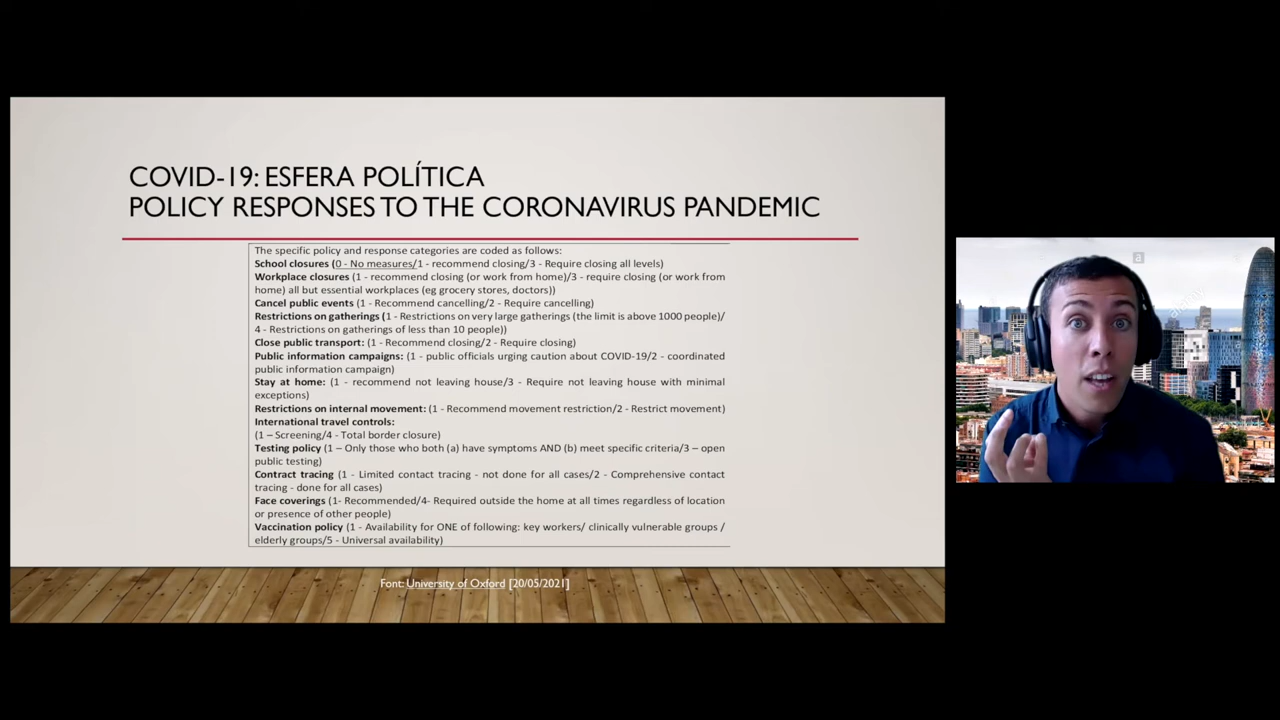 COVID-19: ESFERA POLÍTICA
POLICY RESPONSES TO THE CORONAVIRUS PANDEMIC
The specific policy and response categories are coded as follows:
School closures (0 - No measures/1 - recommend closing/3 - Require closing all levels)
Workplace closures (1 - recommend closing (or work from home)/3 - require closing (or work from
home) all but essential workplaces (eg grocery stores, doctors))
Cancel public events (1 - Recommend cancelling/2 - Require cancelling)
Restrictions on gatherings (1 - Restrictions on very large gatherings (the limit is above 1000 people)/
4 - Restrictions on gatherings of less than 10 people))
Close public transport: (1 - Recommend closing/2 - Require closing)
Public information campaigns: (1 - public officials urging caution about COVID-19/2 - coordinated
public information campaign)
Stay at home: (1 - recommend not leaving house/3 - Require not leaving house with minimal
exceptions)
Restrictions on internal movement: (1 - Recommend movement restriction/2 - Restrict movement)
International travel controls:
(1 – Screening/4 - Total border closure)
Testing policy (1 – Only those who both (a) have symptoms AND (b) meet specific criteria/3 – open
public testing)
Contract tracing (1 - Limited contact tracing - not done for all cases/2 - Comprehensive contact
tracing - done for all cases)
Face coverings (1- Recommended/4- Required outside the home at all times regardless of location
or presence of other people)
Vaccination policy (1 - Availability for ONE of following: key workers/ clinically vulnerable groups /
elderly groups/5 - Universal availability)
Font: University of Oxford [20/05/2021]